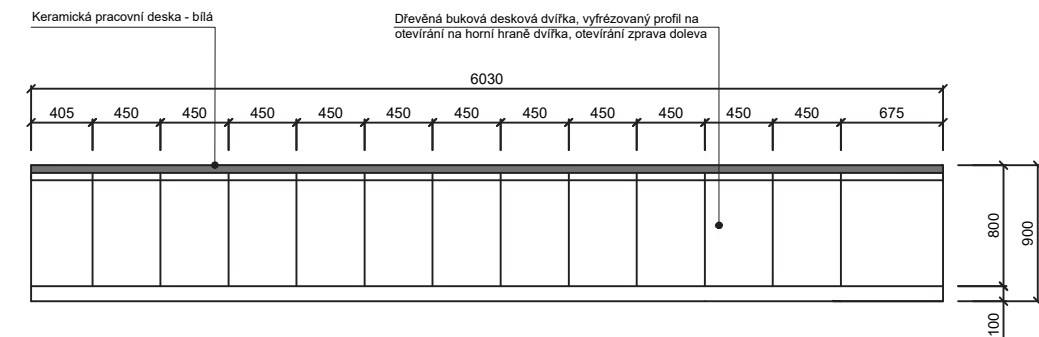 Keramická pracovní deska - bílá
Dřevěná buková desková dvířka, vyfrézovaný profil na
otevírání na horní hraně dvířka, otevírání zprava doleva
6030
405 450 450 450 450 450 450 450 450 450 450 450 675
800
900
100